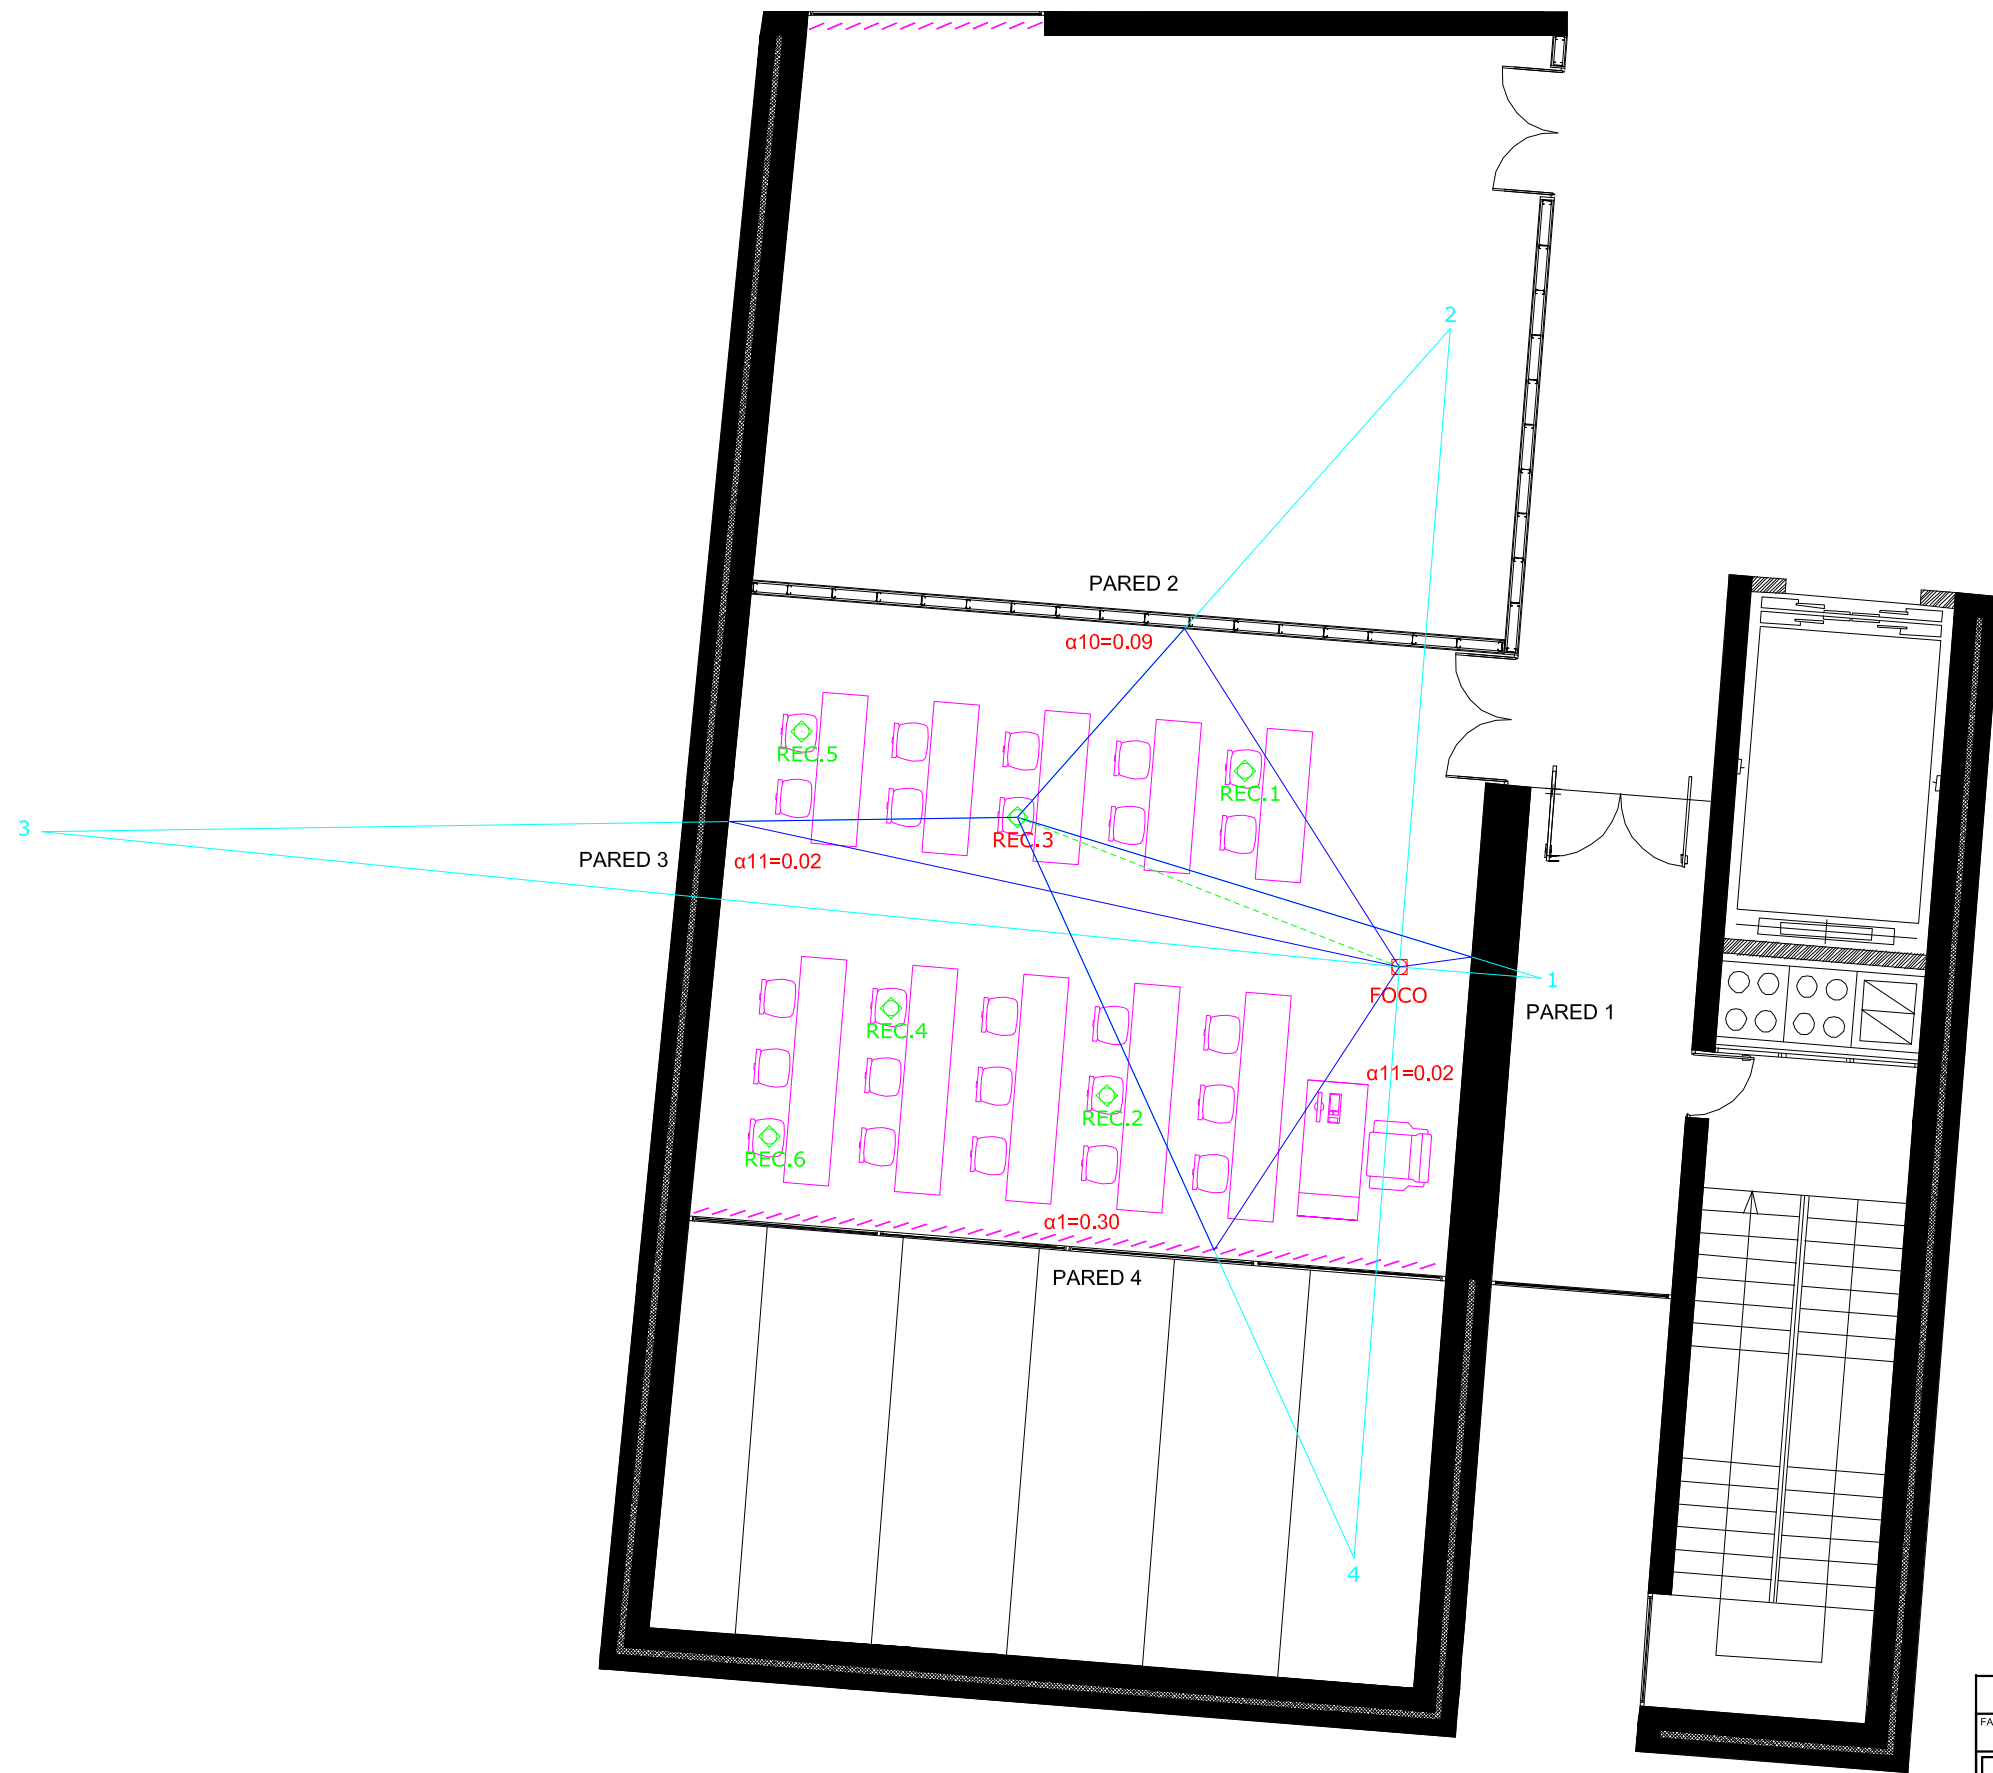 2
PARED 2
α10=0.09
REC.5
REC.1
3
REC.3
PARED 3
α11=0.02
1
FOCO
PARED 1
REC.4
α11=0.02
REC.2
REC.6
α1=0.30
PARED 4
4
FA